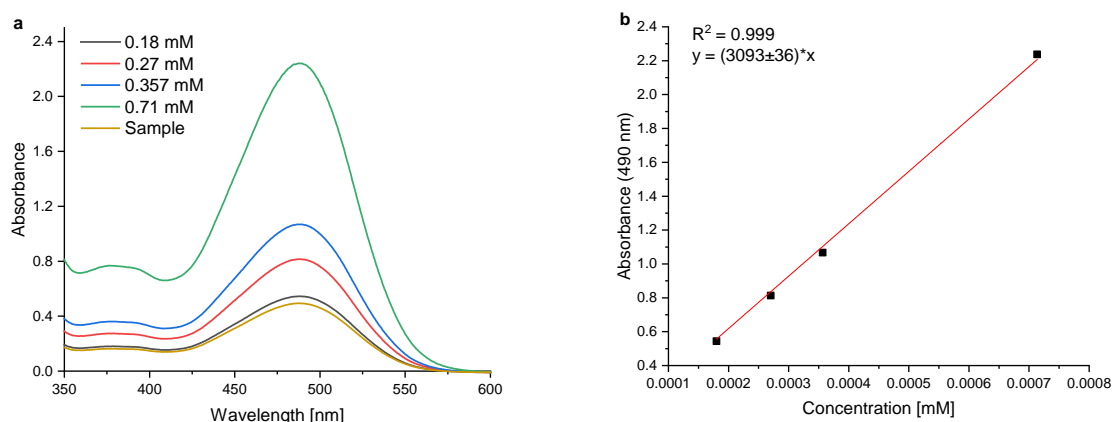 a
2.4
2.0
1.6
1.2
0.8
0.4
0.0
Absorbance
0.18 mM
0.27 mM
0.357 mM
0.71 mM
Sample
350 400 450 500 550 600
Wavelength [nm]
b
2.4
2.2
2.0
1.8
1.6
1.4
1.2
1.0
0.8
0.6
0.4
Absorbance (490 nm)
R² = 0.999
y = (3093±36)*x
0.0001 0.0002 0.0003 0.0004 0.0005 0.0006 0.0007 0.0008
Concentration [mM]